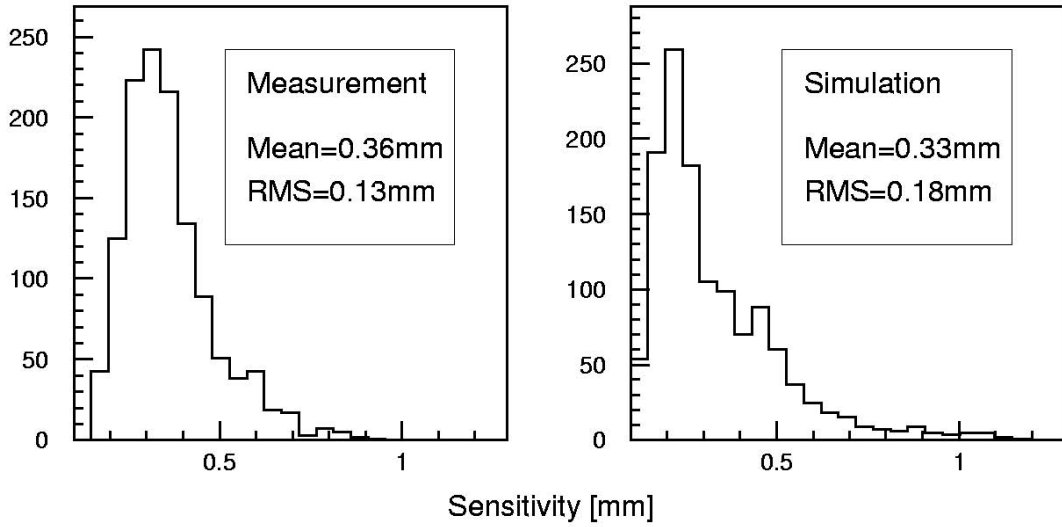 250
200
150
100
50
0
0.5
1
Measurement
Mean=0.36mm
RMS=0.13mm
250
200
150
100
50
0
0.5
1
Simulation
Mean=0.33mm
RMS=0.18mm
Sensitivity [mm]